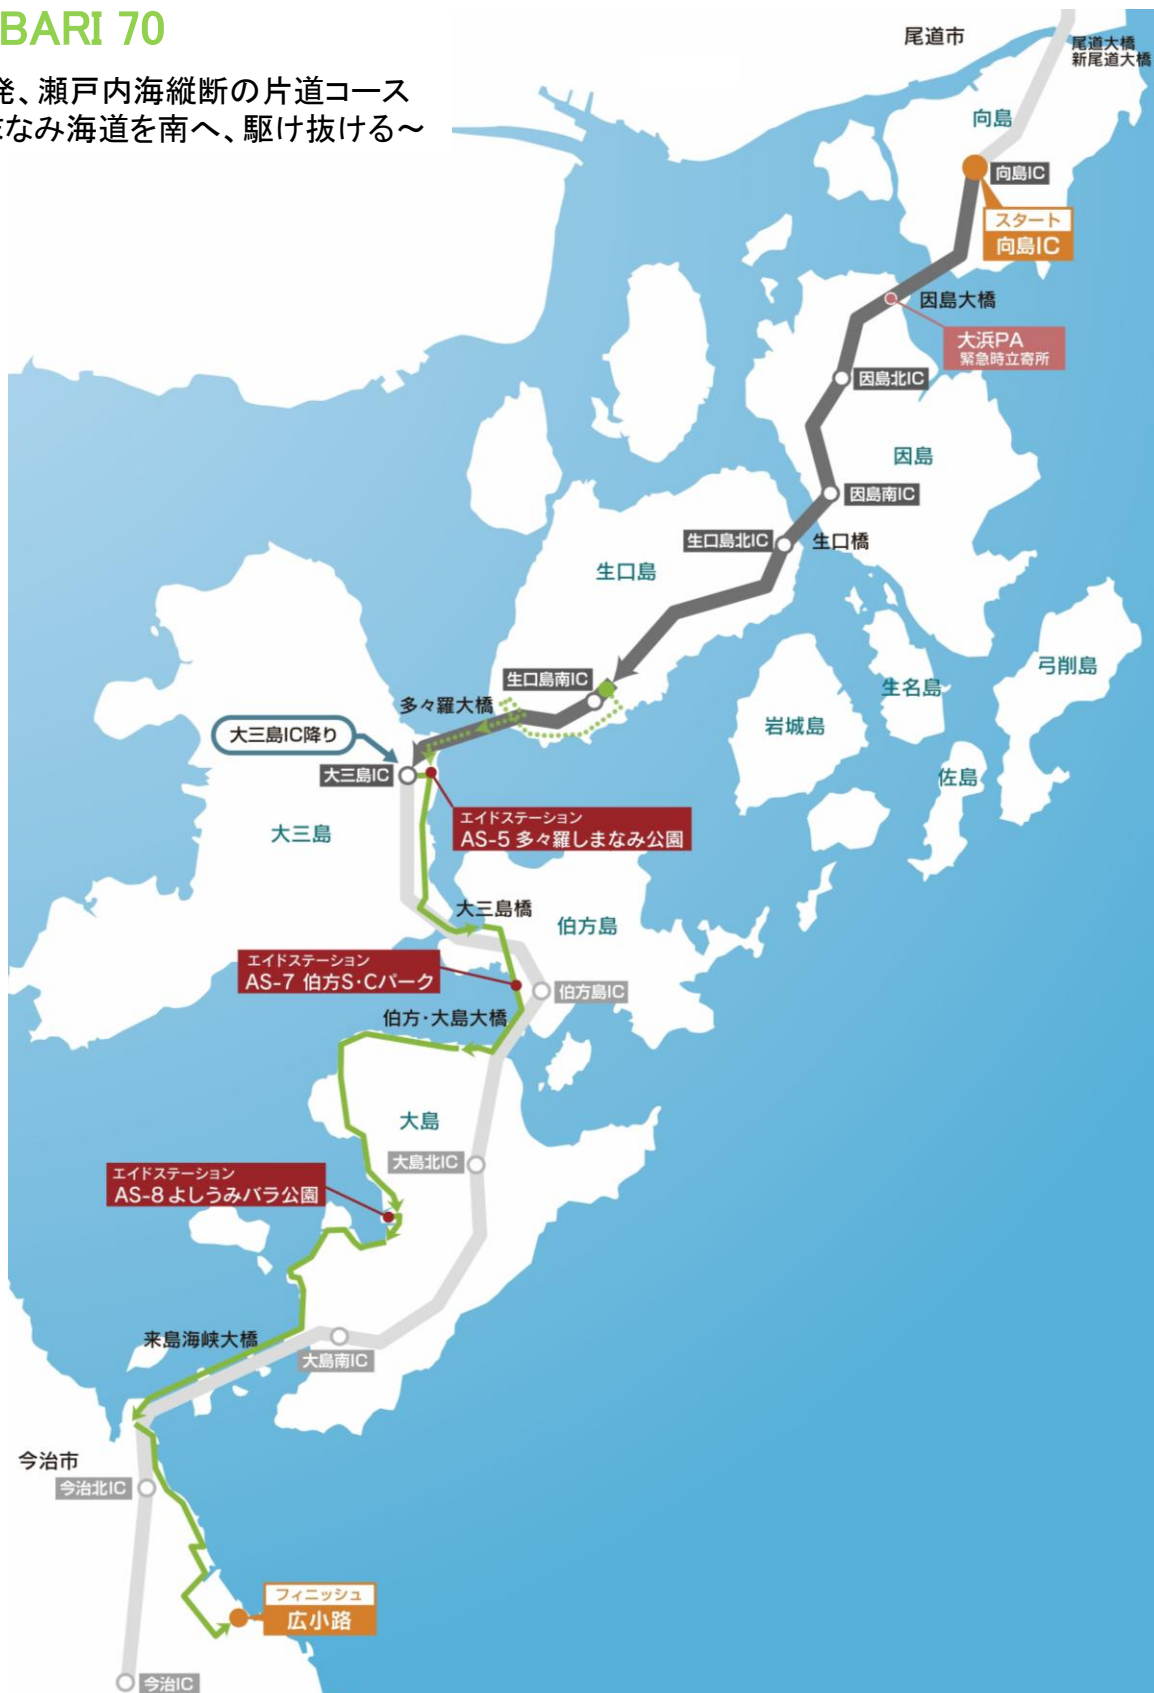 BARI 70
発、瀬戸内海縦断の片道コース
まなみ海道を南へ、駆け抜ける～
尾道市
尾道大橋
新尾道大橋
向島
向島IC
スタート
向島IC
因島大橋
大浜PA
緊急時立寄所
因島北IC
因島
因島南IC
生口島北IC
生口橋
生口島
生口島南IC
弓削島
生名島
多々羅大橋
岩城島
大三島IC降り
大三島IC
佐島
大三島
エイドステーション
AS-5 多々羅しまなみ公園
大三島橋
伯方島
エイドステーション
AS-7 伯方S・Cパーク
伯方島IC
伯方・大島大橋
大島
大島北IC
エイドステーション
AS-8 よしうみバラ公園
来島海峡大橋
大島南IC
今治市
今治北IC
フィニッシュ
広小路
今治IC